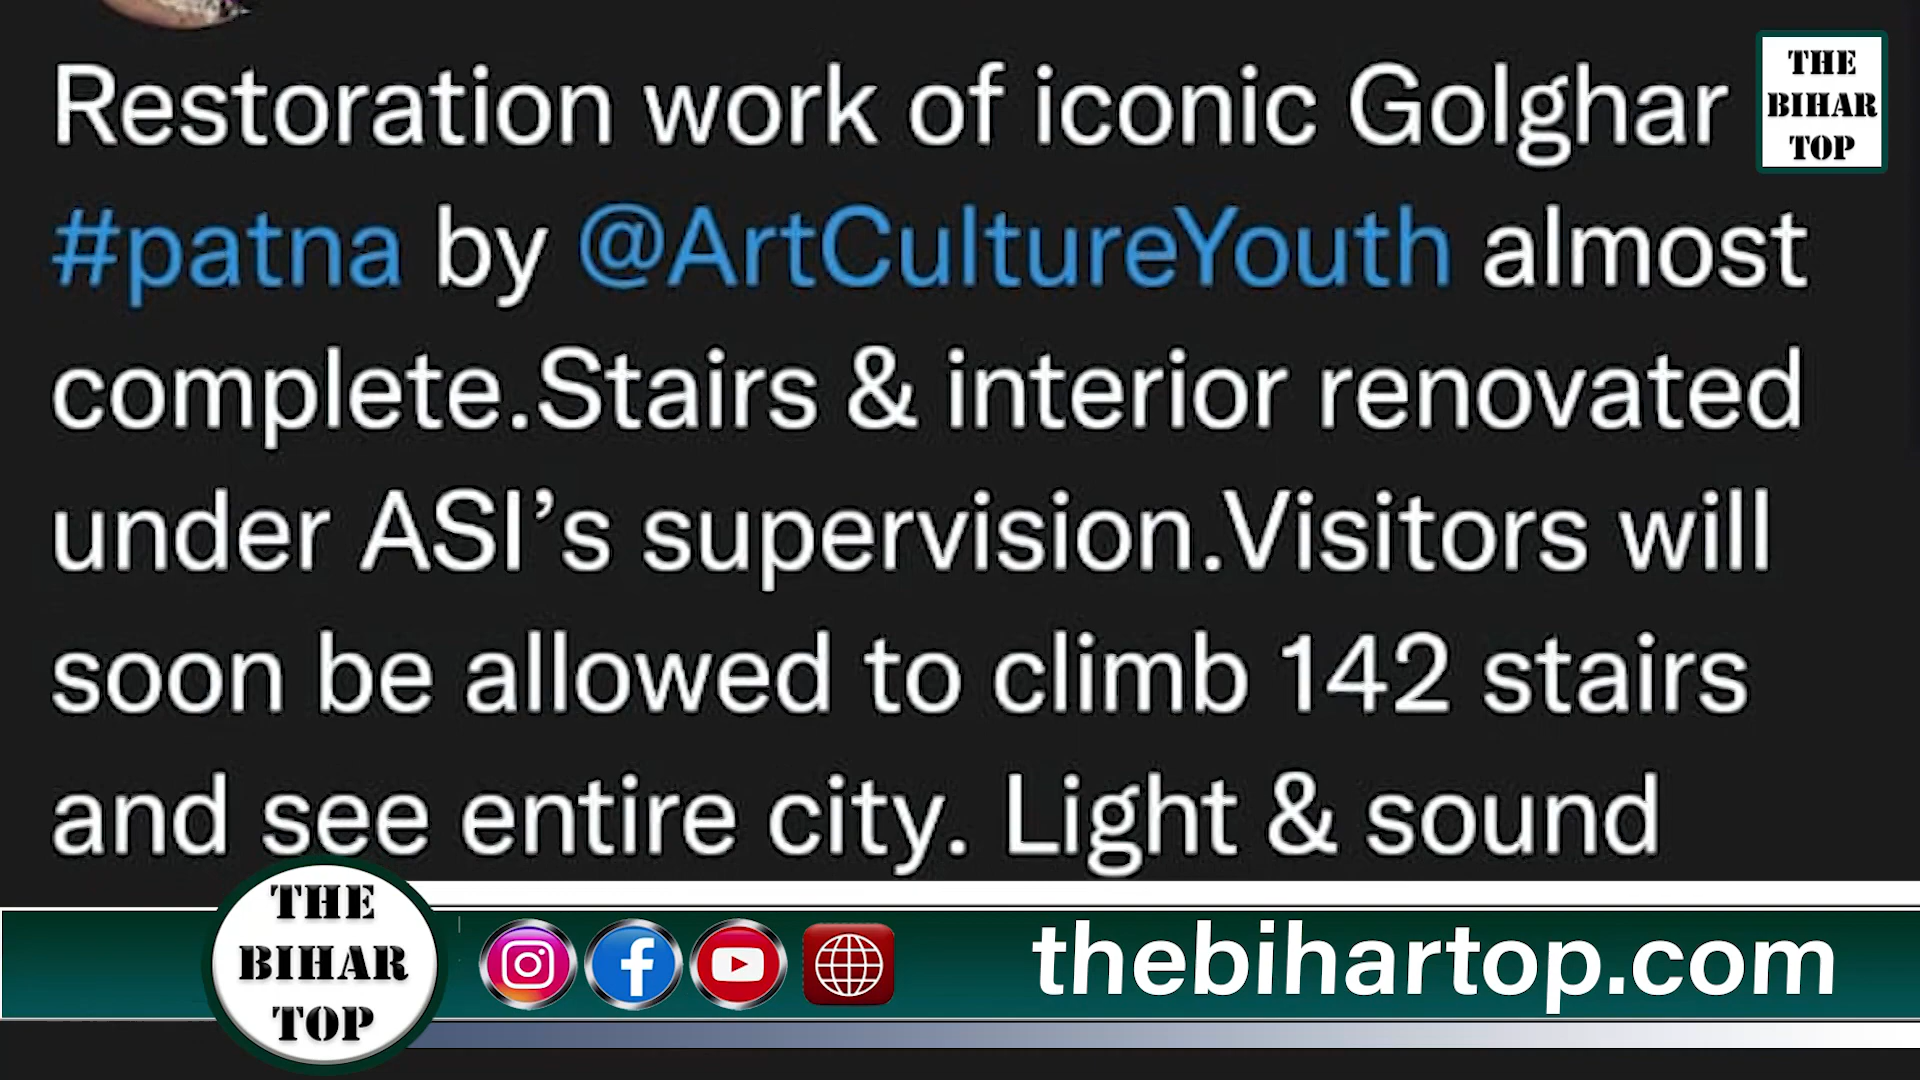 Restoration work of iconic Golghar
#patna by @ArtCultureYouth almost
complete.Stairs & interior renovated
under ASI’s supervision.Visitors will
soon be allowed to climb 142 stairs
and see entire city. Light & sound
THE
BIHAR
TOP
THE
BIHAR
TOP
thebihartop.com